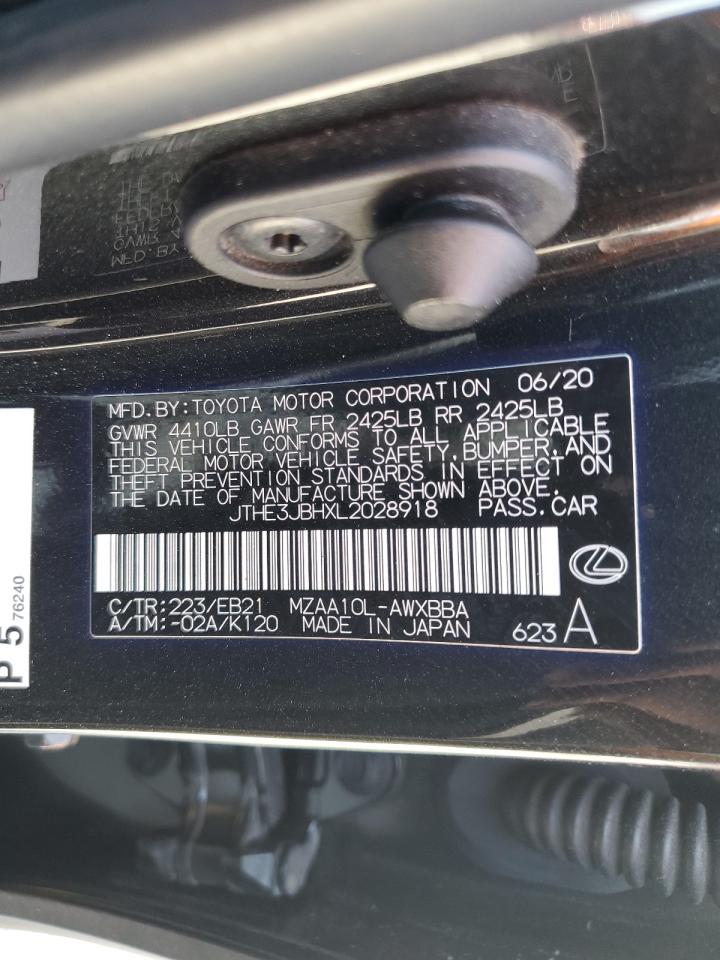 MFD.BY:TOYOTA MOTOR CORPORATION 06/20
GVWR 4410LB GAWR FR 2425LB RR 2425LB
THIS VEHICLE CONFORMS TO ALL APPLICABLE
FEDERAL MOTOR VEHICLE SAFETY,BUMPER,AND
THEFT PREVENTION STANDARDS IN EFFECT ON
THE DATE OF MANUFACTURE SHOWN ABOVE.
JTHE3JBHXL2028918 PASS.CAR
C/TR:223/EB21 MZAA10L-AWXBBA
A/TM:-02A/K120 MADE IN JAPAN 623 A
P 5 76240